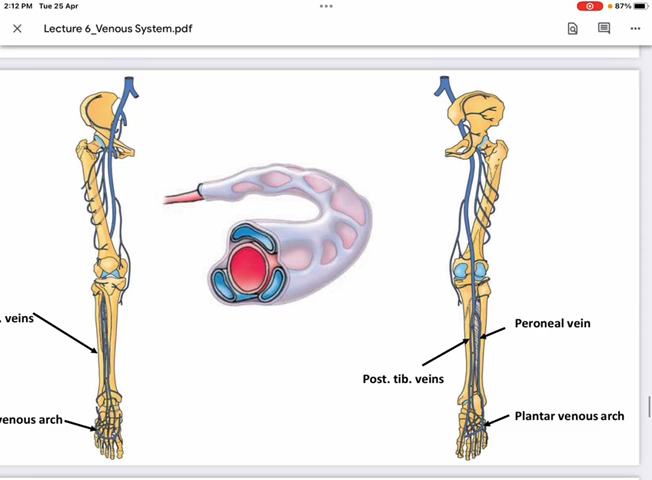 2:12 PM Tue 25 Apr
87%
Lecture 6_Venous System.pdf
. veins
Peroneal vein
Post. tib. veins
venous arch
Plantar venous arch